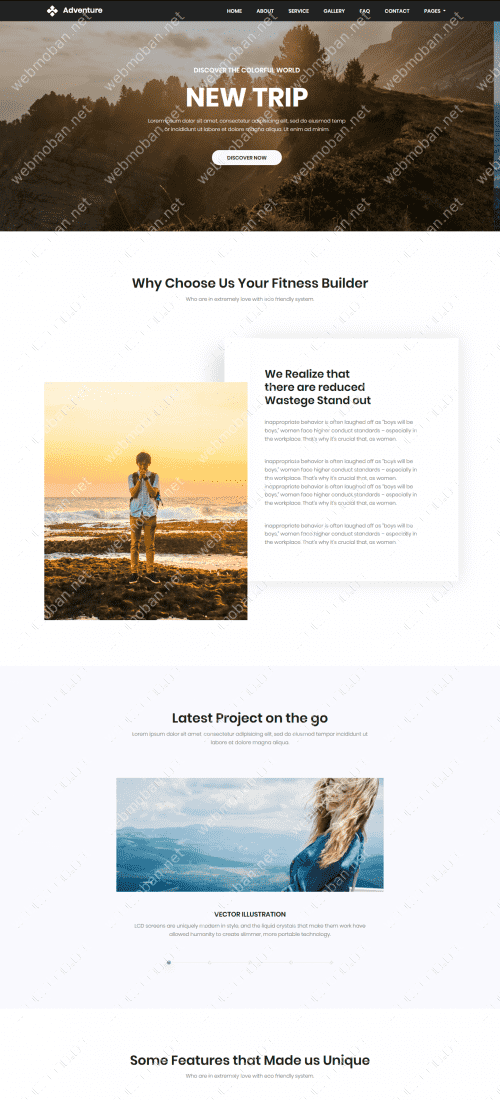 Adventure
HOME ABOUT SERVICE GALLERY FAQ CONTACT PAGES
DISCOVER THE COLORFUL WORLD
NEW TRIP
Lorem ipsum dolor sit amet, consectetur adipisicing elit, sed do eiusmod temp
or incididunt ut labore et dolore magna aliqua. Ut enim ad minim.
DISCOVER NOW
Why Choose Us Your Fitness Builder
Who are in extremely love with eco friendly system.
We Realize that
there are reduced
Wastege Stand out
inappropriate behavior is often laughed off as "boys will be
boys," women face higher conduct standards – especially in
the workplace. That's why it's crucial that, as women.
inappropriate behavior is often laughed off as "boys will be
boys," women face higher conduct standards – especially in
the workplace. That's why it's crucial that.
inappropriate behavior is often laughed off as "boys will be
boys," women face higher conduct standards – especially in
the workplace. That's why it's crucial that, as women.
inappropriate behavior is often laughed off as "boys will be
boys," women face higher conduct standards – especially in
the workplace. That's why it's crucial that, as women.
Latest Project on the go
Lorem ipsum dolor sit amet, consectetur adipisicing elit, sed do eiusmod tempor incididunt ut
labore et dolore magna aliqua.
VECTOR ILLUSTRATION
LCD screens are uniquely modern in style, and the liquid crystals that make them work have
allowed humanity to create slimmer, more portable technology.
Some Features that Made us Unique
Who are in extremely love with eco friendly system.
webmoban.net